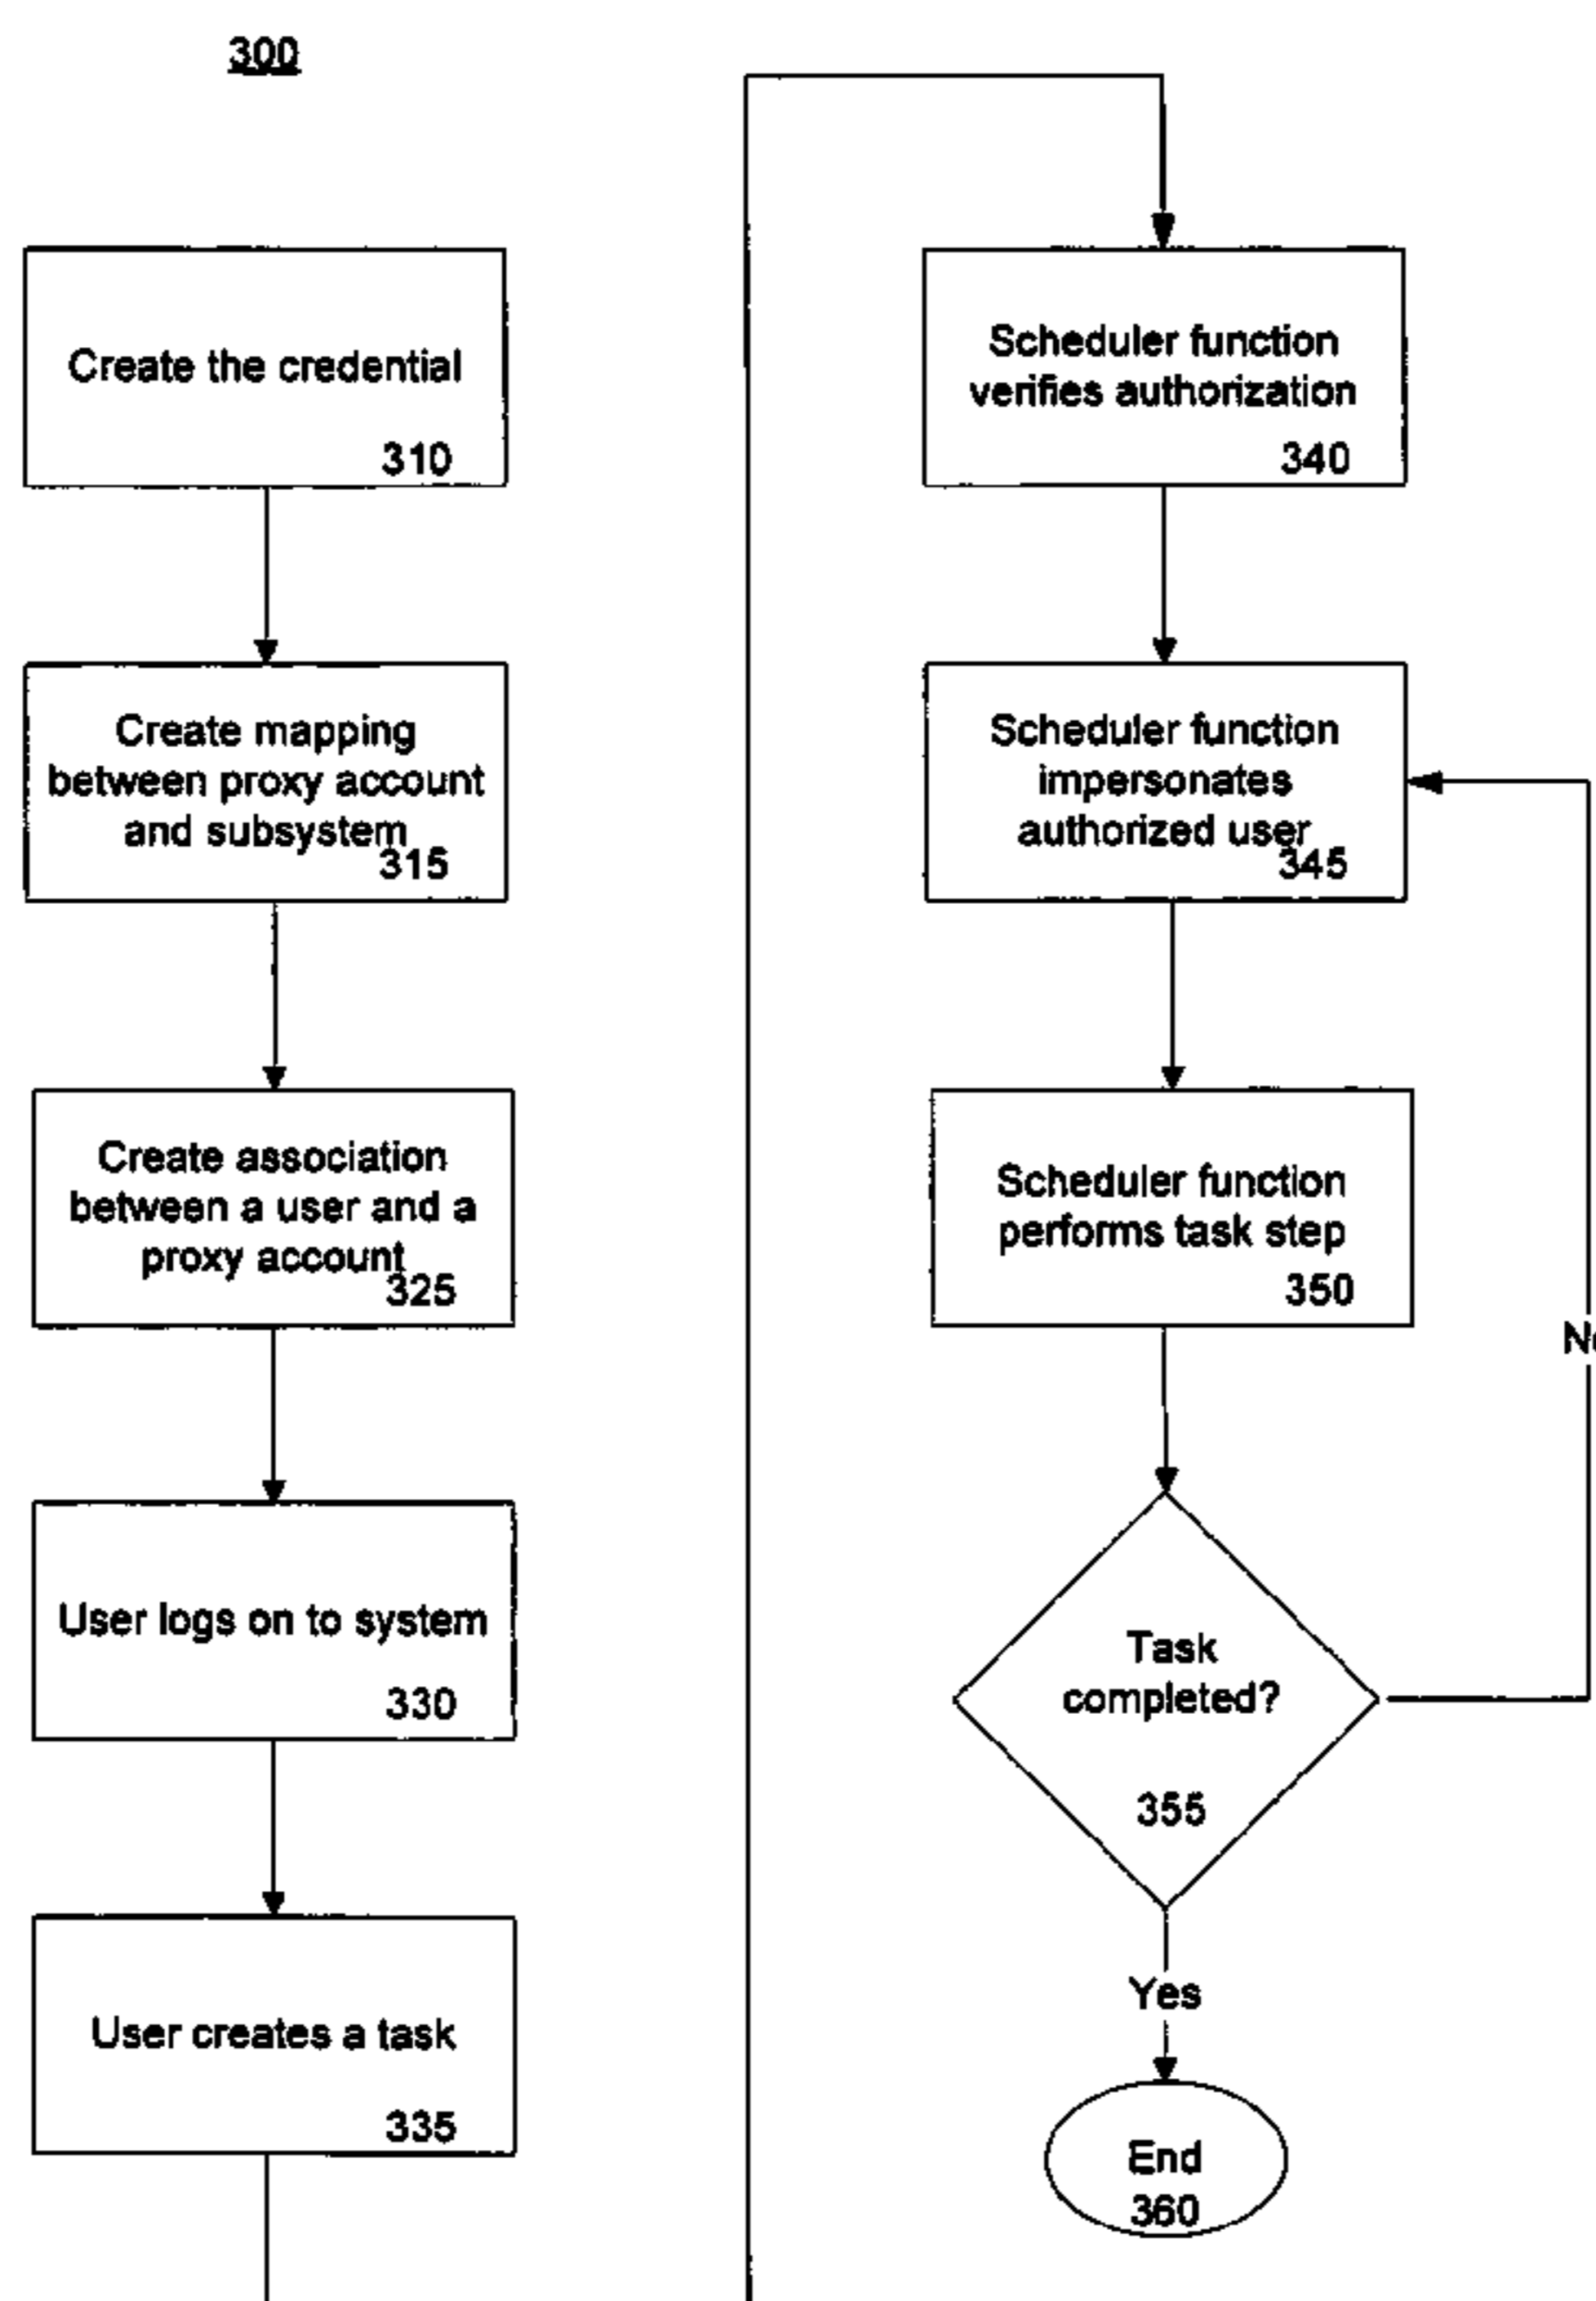 300
Create the credential
310
Create mapping
between proxy account
and subsystem
315
Create association
between a user and a
proxy account
325
User logs on to system
330
User creates a task
335
Scheduler function
verifies authorization
340
Scheduler function
impersonates
authorized user
345
Scheduler function
performs task step
350
Task
completed?
355
Yes
End
360